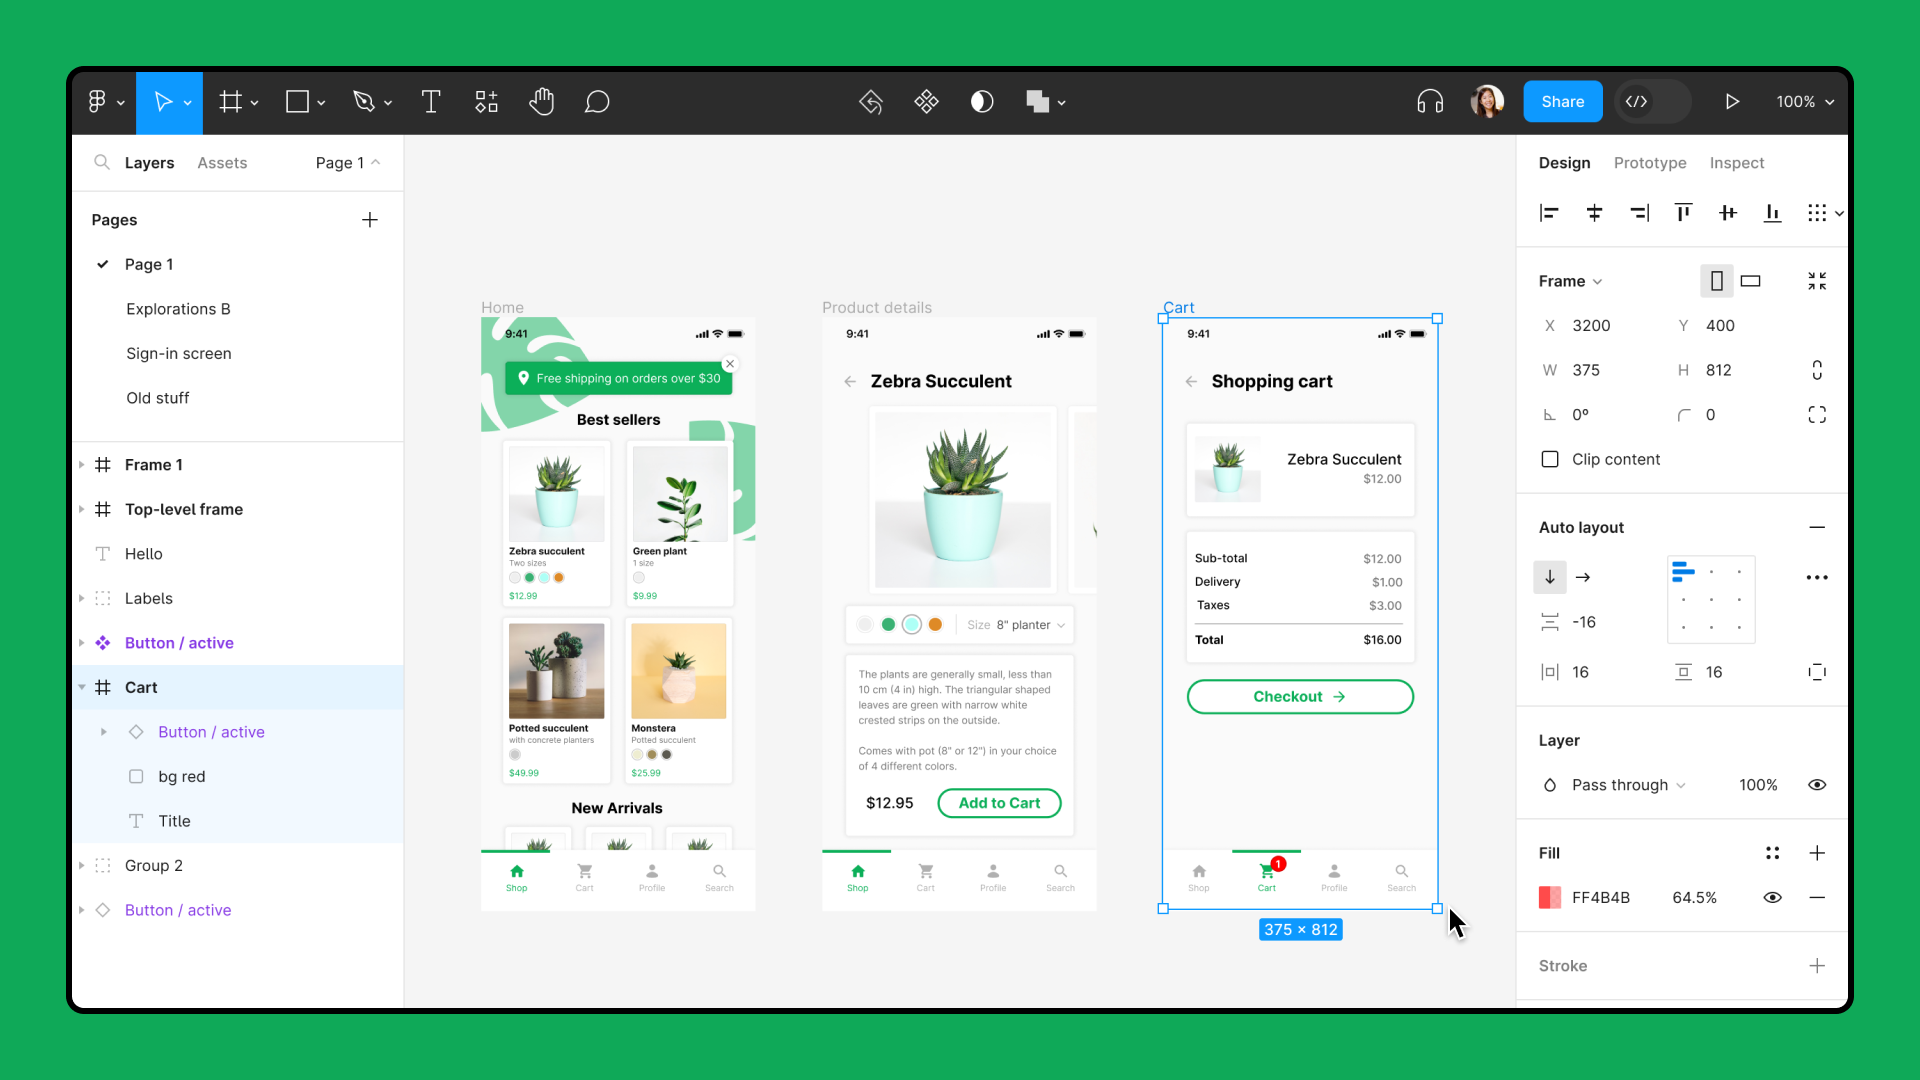 Share
100%
Layers
Assets
Page 1
Pages
Page 1
Explorations B
Sign-in screen
Old stuff
Frame 1
Top-level frame
Hello
Labels
Button / active
Cart
Button / active
bg red
Title
Group 2
Button / active
Home
9:41
Free shipping on orders over $30
Best sellers
Zebra succulent
Two sizes
$12.99
Green plant
1 size
$9.99
Potted succulent
with concrete planters
$49.99
Monstera
Potted succulent
$25.99
New Arrivals
Shop
Cart
Profile
Search
Product details
9:41
Zebra Succulent
Size 8" planter
The plants are generally small, less than
10 cm (4 in) high. The triangular shaped
leaves are green with narrow white
crested strips on the outside.
Comes with pot (8" or 12") in your choice
of 4 different colors.
$12.95
Add to Cart
Shop
Cart
Profile
Search
Cart
9:41
Shopping cart
Zebra Succulent
$12.00
Sub-total $12.00
Delivery $1.00
Taxes $3.00
Total $16.00
Checkout
1
Shop
Cart
Profile
Search
375 × 812
Design
Prototype
Inspect
Frame
X 3200
Y 400
W 375
H 812
0º
0
Clip content
Auto layout
-16
16
16
Layer
Pass through
100%
Fill
FF4B4B
64.5%
Stroke